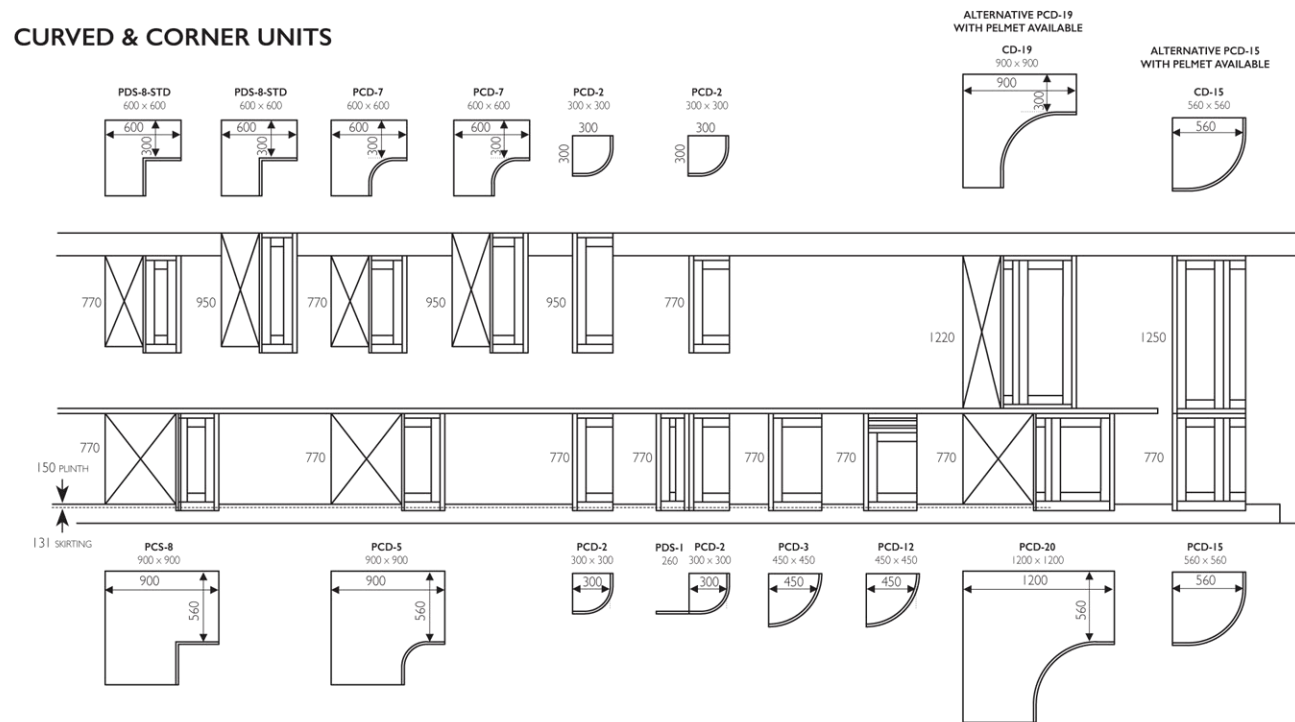 CURVED & CORNER UNITS
ALTERNATIVE PCD-19
WITH PELMET AVAILABLE
CD-19
900 x 900
900
300
ALTERNATIVE PCD-15
WITH PELMET AVAILABLE
CD-15
560 x 560
560
PDS-8-STD
600 x 600
600
300
PDS-8-STD
600 x 600
600
300
PCD-7
600 x 600
600
300
PCD-7
600 x 600
600
300
PCD-2
300 x 300
300
300
PCD-2
300 x 300
300
300
770
950
770
950
950
770
1220
1250
770
770
770
770
770
770
770
770
150 PLINTH
131 SKIRTING
PCS-8
900 x 900
900
560
PCD-5
900 x 900
900
560
PCD-2
300 x 300
300
PDS-1
260
PCD-2
300 x 300
300
PCD-3
450 x 450
450
PCD-12
450 x 450
450
PCD-20
1200 x 1200
1200
560
PCD-15
560 x 560
560